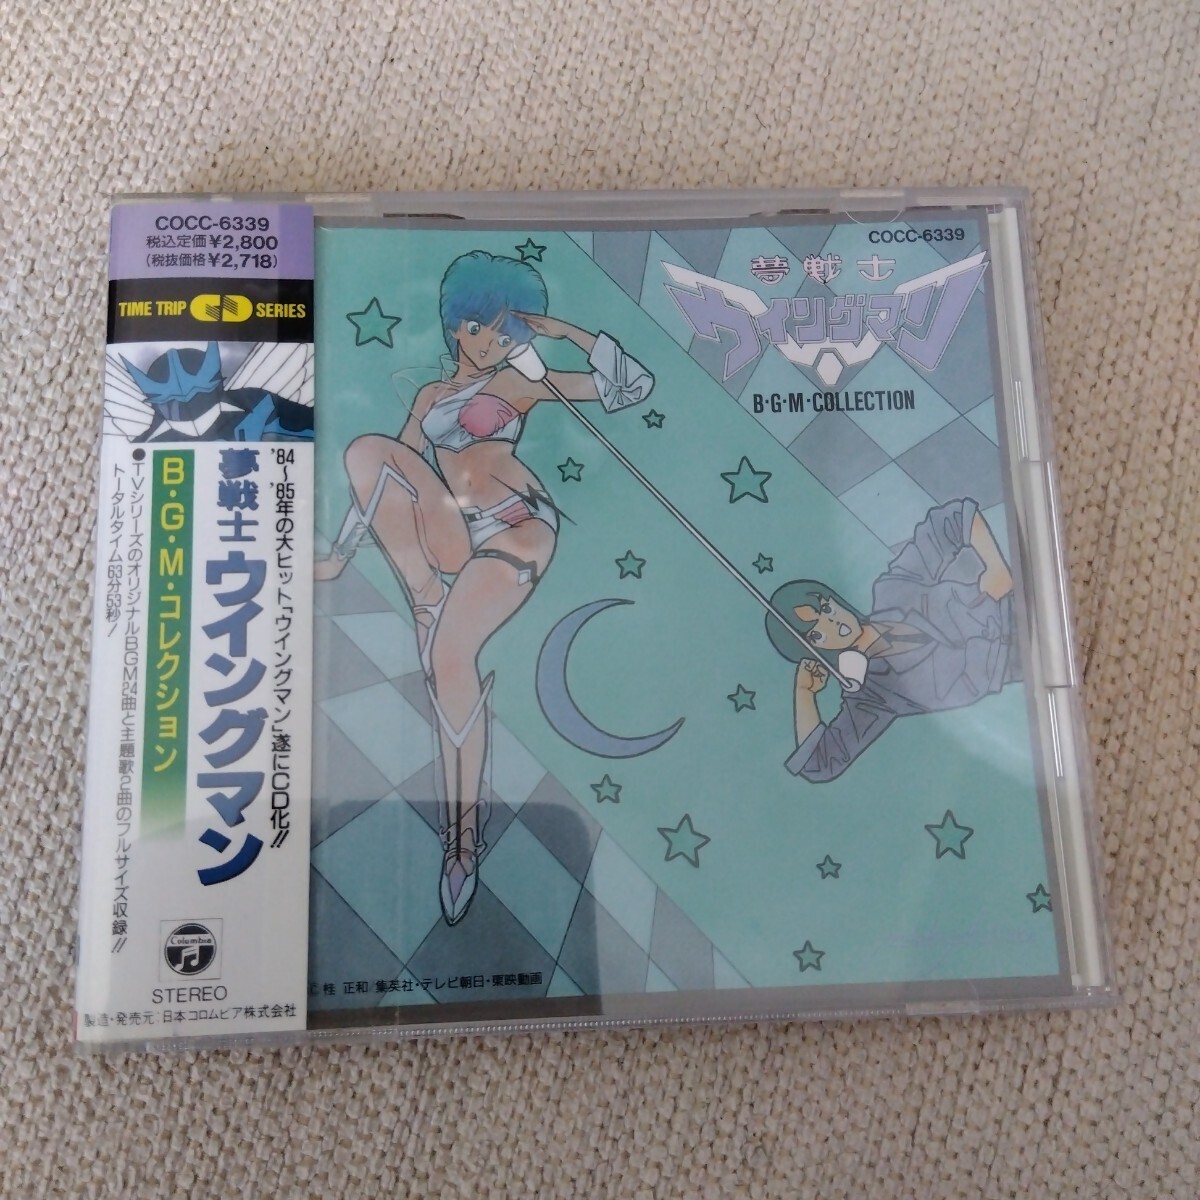 COCC-6339
税込定価¥2,800
(税抜価格¥2,718)
TIME TRIP CD SERIES
'84〜'85年の大ヒット「ウイングマン」遂にCD化!!
夢戦士ウイングマン
B・G・M・コレクション
●TVシリーズのオリジナルBGM24曲と主題歌2曲のフルサイズ収録!!
トータルタイム63分53秒!
Columbia
STEREO
製造・発売元:日本コロムビア株式会社
COCC-6339
夢戦士
ウイングマン
B・G・M・COLLECTION
© 桂 正和/集英社・テレビ朝日・東映動画